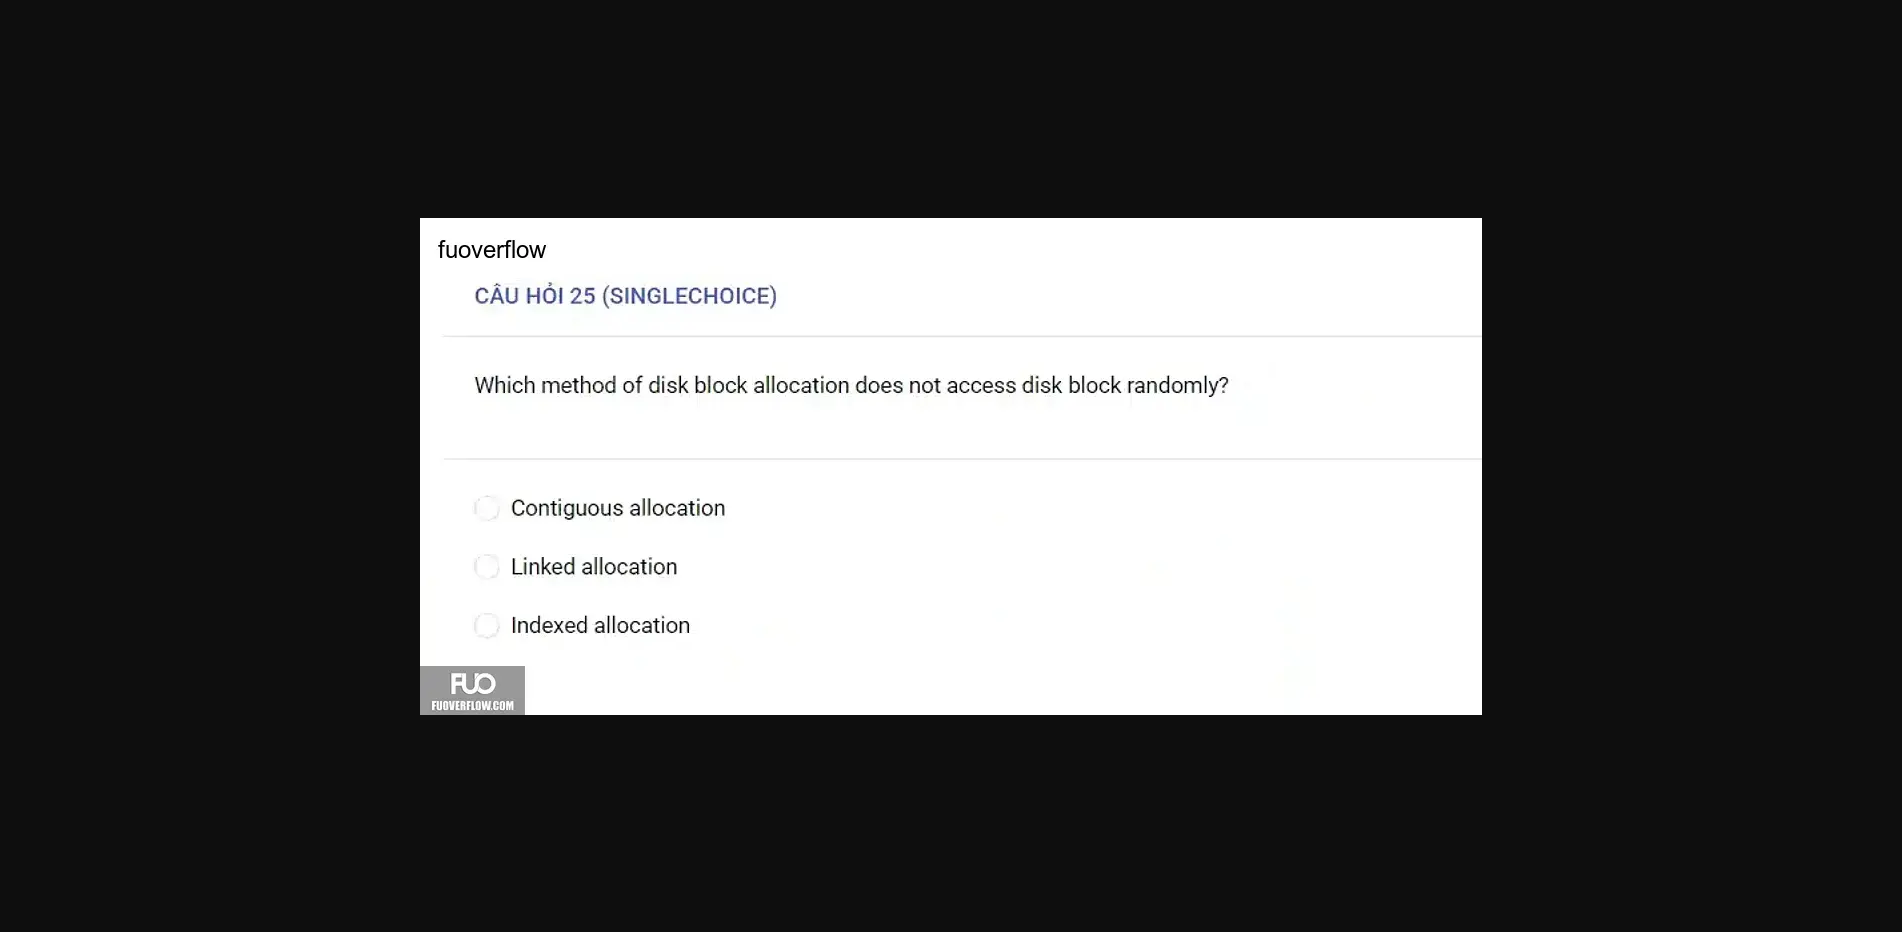 fuoverflow
CÂU HỎI 25 (SINGLECHOICE)
Which method of disk block allocation does not access disk block randomly?
Contiguous allocation
Linked allocation
Indexed allocation
FUO
FUOVERFLOW.COM